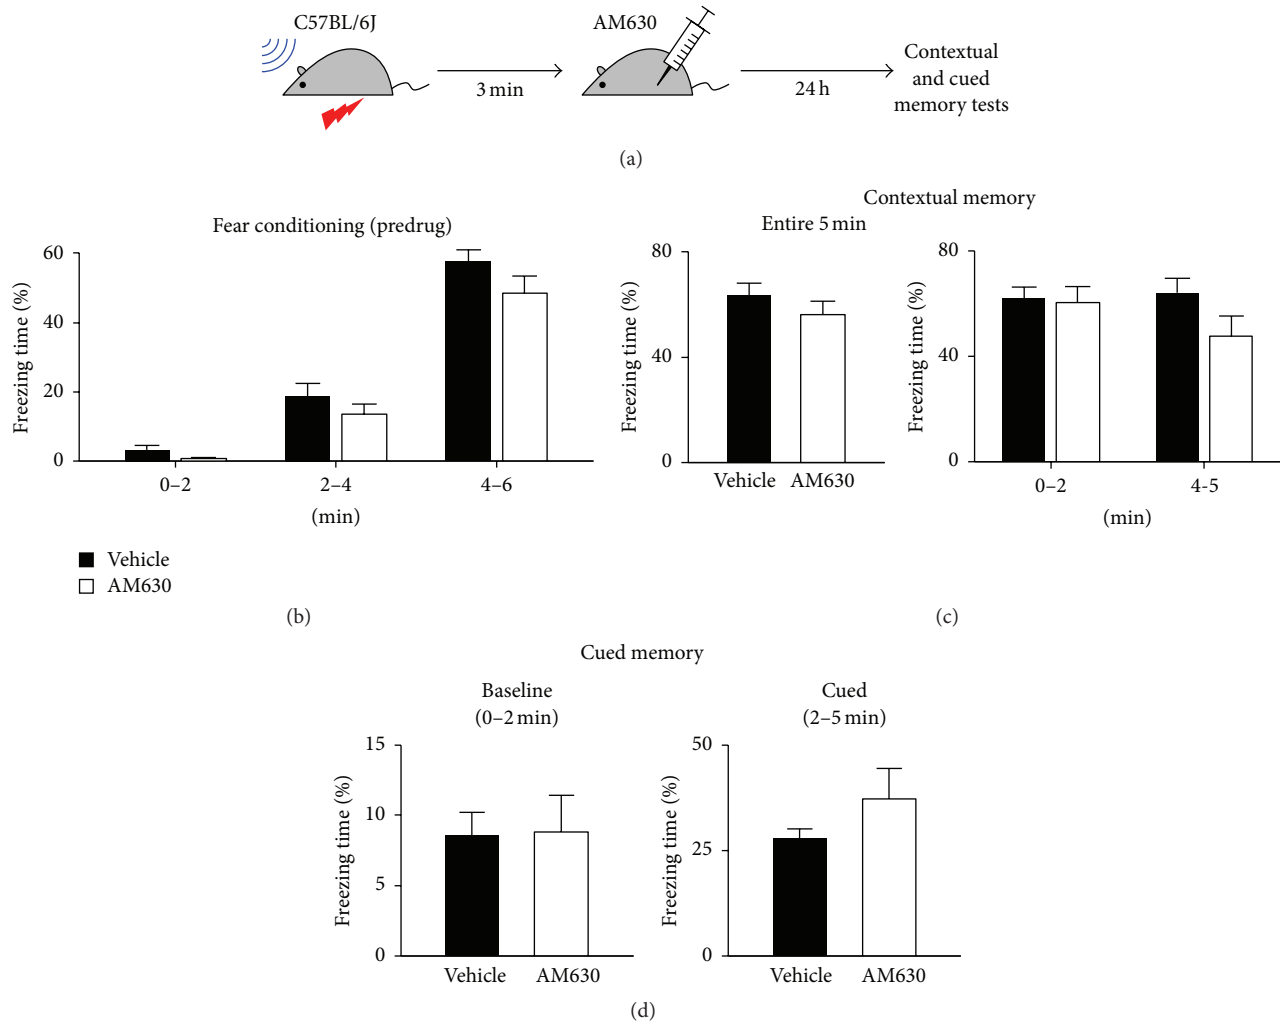 C57BL/6J
AM630
3 min
24 h
Contextual
and cued
memory tests
(a)
Fear conditioning (predrug)
Freezing time (%)
60
40
20
0
0–2
2–4
4–6
(min)
Vehicle
AM630
(b)
Contextual memory
Entire 5 min
Freezing time (%)
80
40
0
Vehicle
AM630
Freezing time (%)
80
40
0
0–2
4-5
(min)
(c)
Cued memory
Baseline
(0–2 min)
Freezing time (%)
15
10
5
0
Vehicle
AM630
Cued
(2–5 min)
Freezing time (%)
50
25
0
Vehicle
AM630
(d)